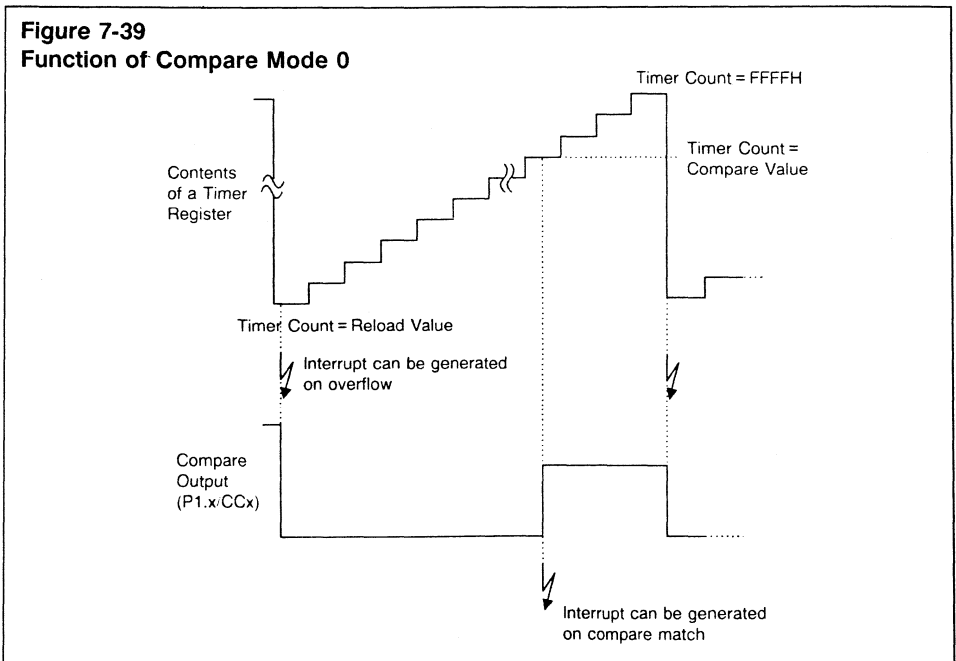 Figure 7-39
Function of Compare Mode 0
Timer Count = FFFFH
Timer Count =
Compare Value
Contents
of a Timer
Register
Timer Count = Reload Value
Interrupt can be generated
on overflow
Compare
Output
(P1.x/CCx)
Interrupt can be generated
on compare match